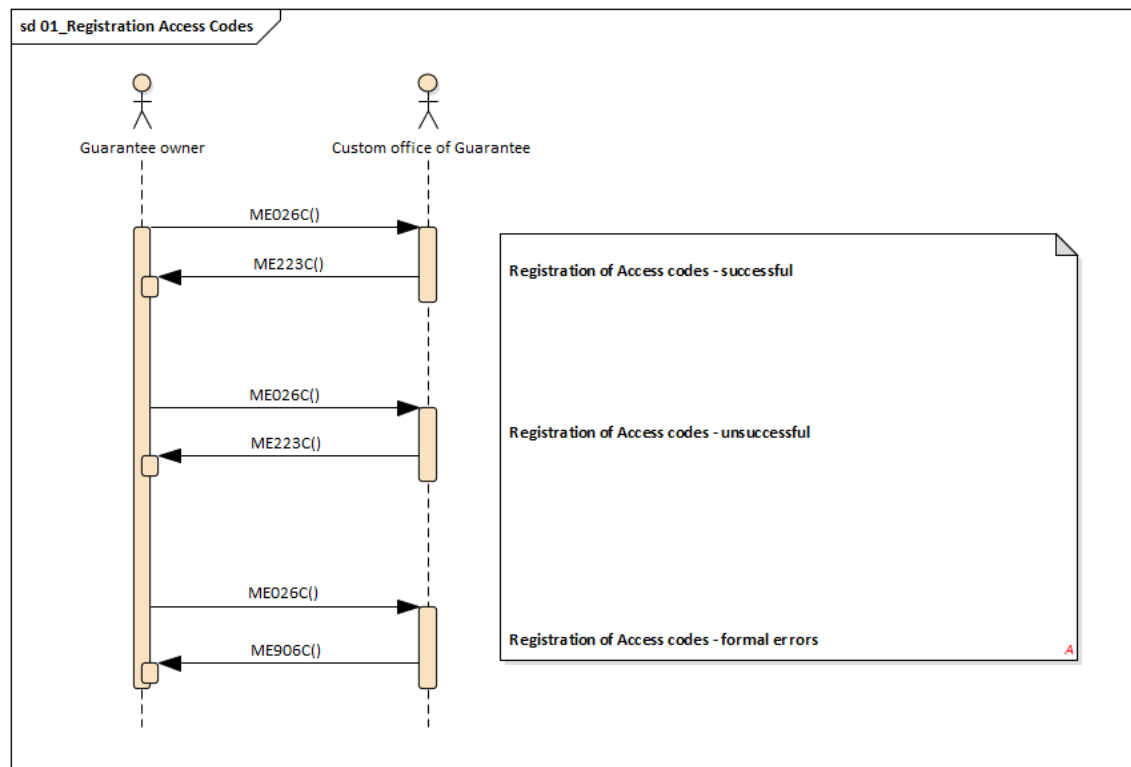 sd 01_Registration Access Codes
Guarantee owner
Custom office of Guarantee
ME026C()
ME223C()
Registration of Access codes - successful
ME026C()
ME223C()
Registration of Access codes - unsuccessful
ME026C()
ME906C()
Registration of Access codes - formal errors
A